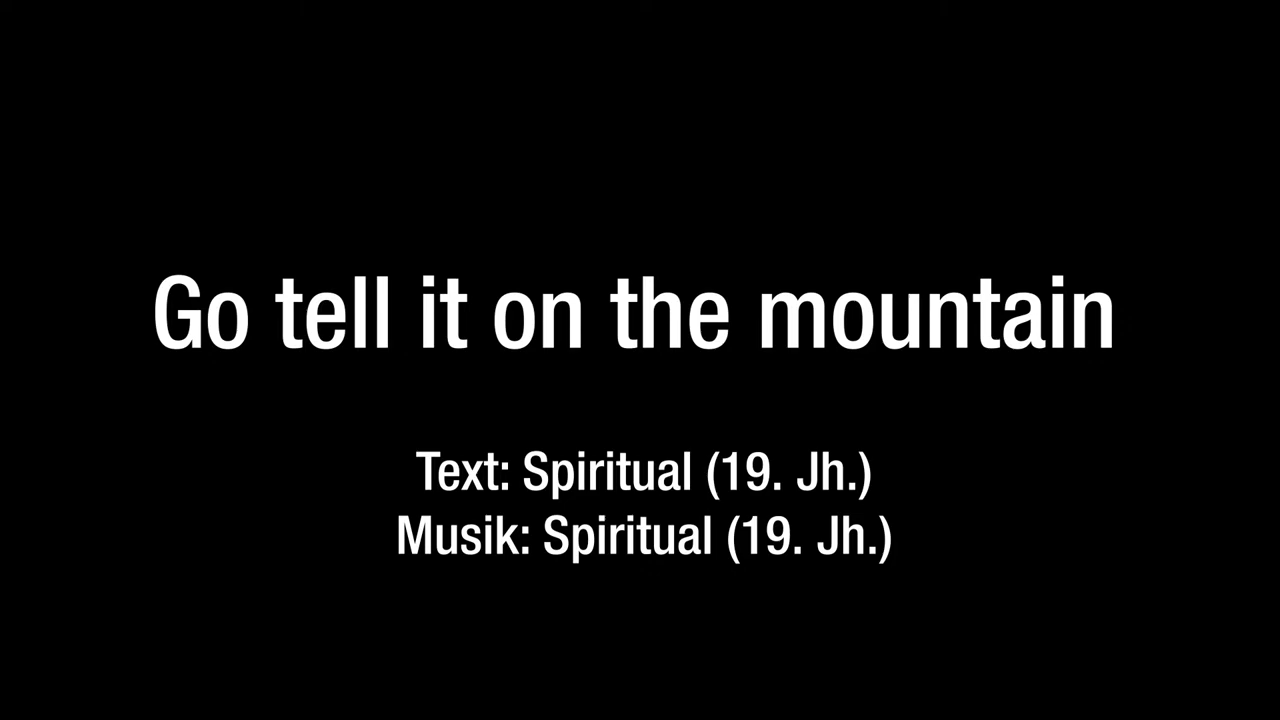 Go tell it on the mountain
Text: Spiritual (19. Jh.)
Musik: Spiritual (19. Jh.)